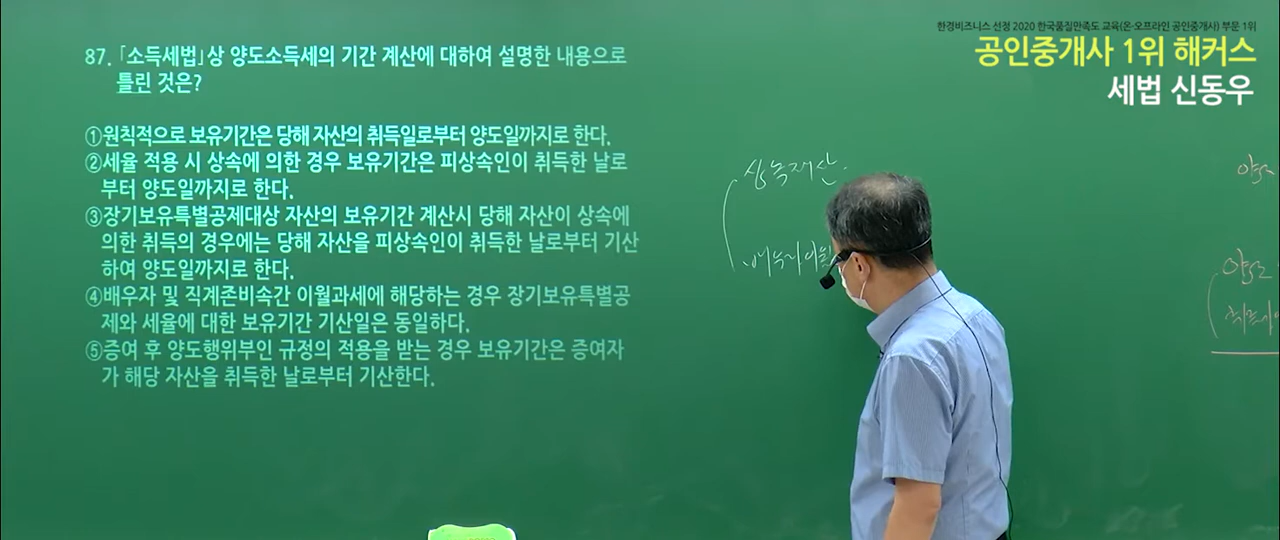 한경비즈니스 선정 2020 한국품질만족도 교육(온·오프라인 공인중개사) 부문 1위
공인중개사 1위 해커스
세법 신동우
87. ｢소득세법｣상 양도소득세의 기간 계산에 대하여 설명한 내용으로
틀린 것은?
①원칙적으로 보유기간은 당해 자산의 취득일로부터 양도일까지로 한다.
②세율 적용 시 상속에 의한 경우 보유기간은 피상속인이 취득한 날로
부터 양도일까지로 한다.
③장기보유특별공제대상 자산의 보유기간 계산시 당해 자산이 상속에
의한 취득의 경우에는 당해 자산을 피상속인이 취득한 날로부터 기산
하여 양도일까지로 한다.
④배우자 및 직계존비속간 이월과세에 해당하는 경우 장기보유특별공
제와 세율에 대한 보유기간 기산일은 동일하다.
⑤증여 후 양도행위부인 규정의 적용을 받는 경우 보유기간은 증여자
가 해당 자산을 취득한 날로부터 기산한다.
상속재산